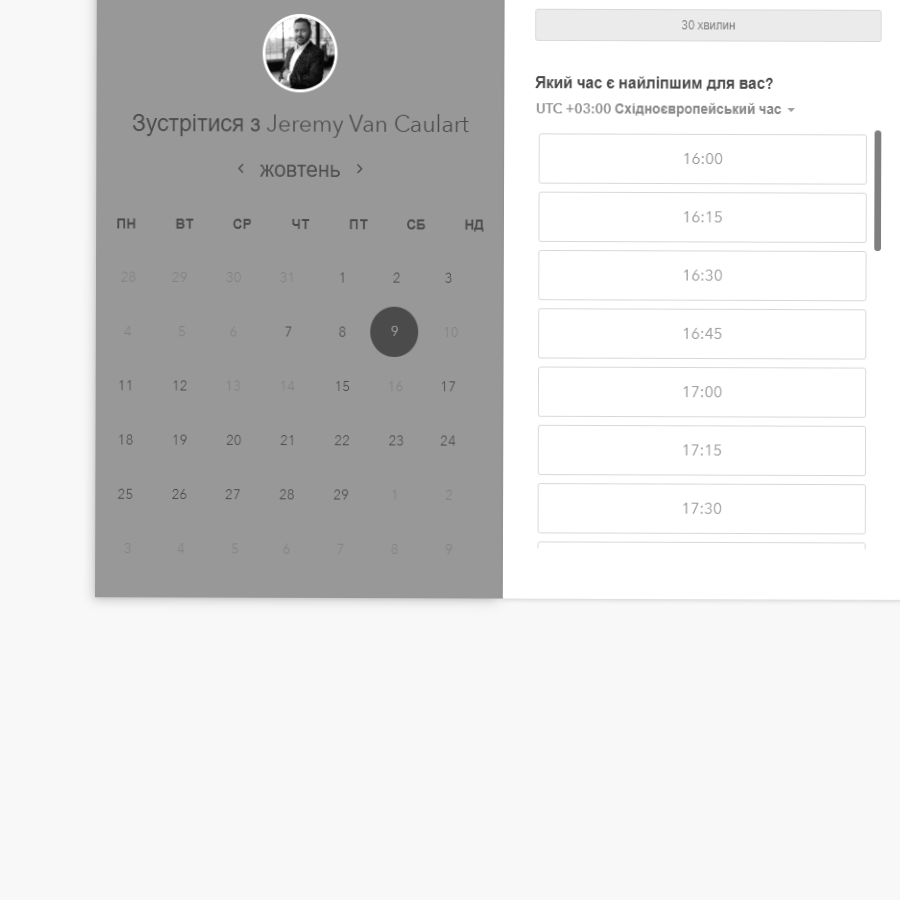 Зустрітися з Jeremy Van Caulart
жовтень
ПН ВТ СР ЧТ ПТ СБ НД
28 29 30 31 1 2 3
4 5 6 7 8 9 10
11 12 13 14 15 16 17
18 19 20 21 22 23 24
25 26 27 28 29 1 2
3 4 5 6 7 8 9
30 хвилин
Який час є найліпшим для вас?
UTC +03:00 Східноєвропейський час
16:00
16:15
16:30
16:45
17:00
17:15
17:30